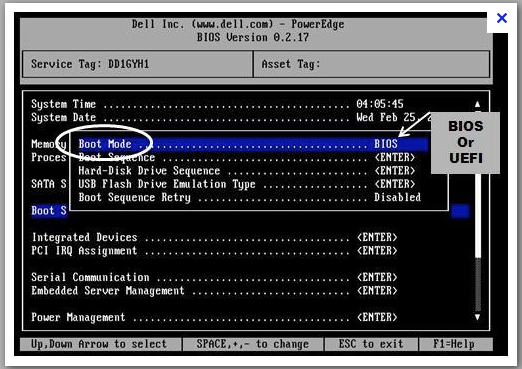 Dell Inc. (www.dell.com) - PowerEdge
BIOS Version 0.2.17
Service Tag: DD1GYH1 Asset Tag:
System Time ........................................ 04:05:45
System Date ........................................ Wed Feb 25,
Memory
Boot Mode ........................................ BIOS
Proces
Boot Sequence ........................................ <ENTER>
Hard-Disk Drive Sequence ........................................ <ENTER>
SATA S
USB Flash Drive Emulation Type ........................................ <ENTER>
Boot Sequence Retry ........................................ Disabled
Boot S
BIOS
Or
UEFI
Integrated Devices ........................................ <ENTER>
PCI IRQ Assignment ........................................ <ENTER>
Serial Communication ........................................ <ENTER>
Embedded Server Management ........................................ <ENTER>
Power Management ........................................ <ENTER>
Up,Down Arrow to select SPACE,+,- to change ESC to exit F1=Help